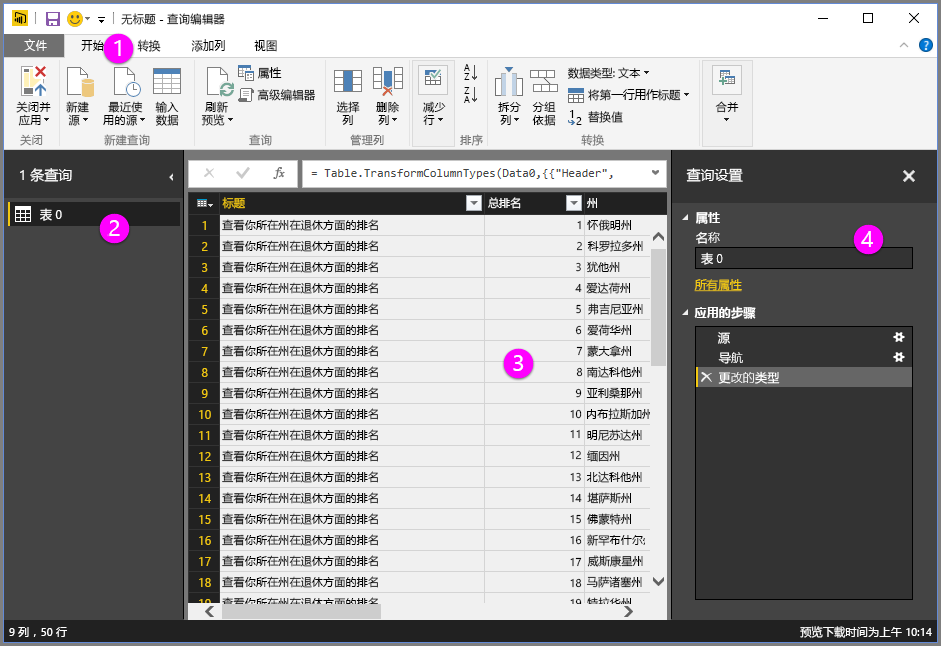 无标题 - 查询编辑器
文件 开始 1 转换 添加列 视图
关闭并应用 新建源 最近使用的源 输入数据 刷新预览 属性 高级编辑器 选择列 删除列 减少行 拆分列 分组依据 数据类型: 文本 将第一行用作标题 替换值 合并
关闭 新建查询 查询 管理列 排序 转换
1 条查询
表 0
2
fx = Table.TransformColumnTypes(Data0,{{"Header",
标题 总排名 州
1 查看你所在州在退休方面的排名 1 怀俄明州
2 查看你所在州在退休方面的排名 2 科罗拉多州
3 查看你所在州在退休方面的排名 3 犹他州
4 查看你所在州在退休方面的排名 4 爱达荷州
5 查看你所在州在退休方面的排名 5 弗吉尼亚州
6 查看你所在州在退休方面的排名 6 爱荷华州
7 查看你所在州在退休方面的排名 7 蒙大拿州
8 查看你所在州在退休方面的排名 8 南达科他州
3
9 查看你所在州在退休方面的排名 9 亚利桑那州
10 查看你所在州在退休方面的排名 10 内布拉斯加州
11 查看你所在州在退休方面的排名 11 明尼苏达州
12 查看你所在州在退休方面的排名 12 缅因州
13 查看你所在州在退休方面的排名 13 北达科他州
14 查看你所在州在退休方面的排名 14 堪萨斯州
15 查看你所在州在退休方面的排名 15 佛蒙特州
16 查看你所在州在退休方面的排名 16 新罕布什尔
17 查看你所在州在退休方面的排名 17 威斯康星州
18 查看你所在州在退休方面的排名 18 马萨诸塞州
19 查看你所在州在退休方面的排名 19 特拉华州
查询设置
属性
名称
4
表 0
所有属性
应用的步骤
源
导航
更改的类型
9 列，50 行
预览下载时间为上午 10:14